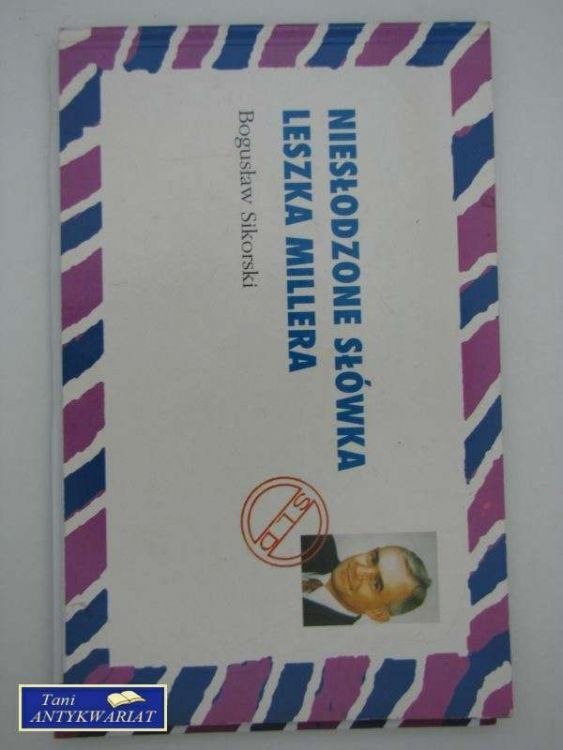 NIESŁODZONE SŁÓWKA
LESZKA MILLERA
Bogusław Sikorski
SLD
Tani
ANTYKWARIAT